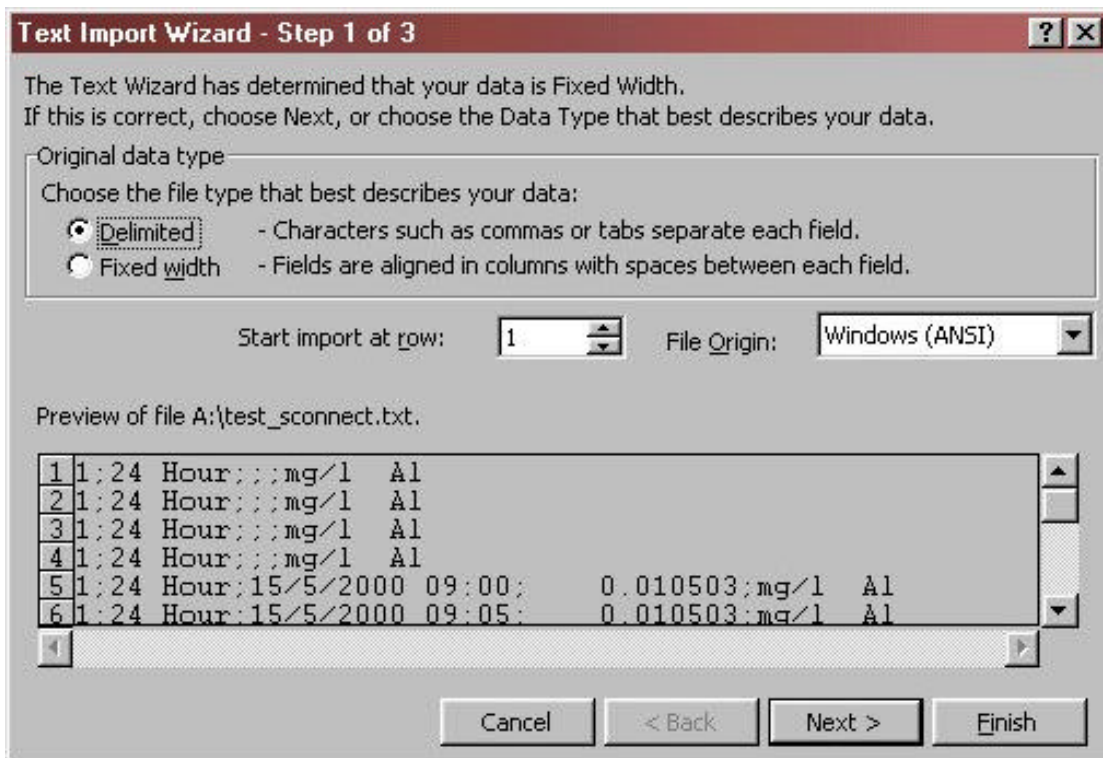 Text Import Wizard - Step 1 of 3
The Text Wizard has determined that your data is Fixed Width.
If this is correct, choose Next, or choose the Data Type that best describes your data.
Original data type
Choose the file type that best describes your data:
Delimited - Characters such as commas or tabs separate each field.
Fixed width - Fields are aligned in columns with spaces between each field.
Start import at row: 1 File Origin: Windows (ANSI)
Preview of file A:\test_sconnect.txt.
1 1;24 Hour;;;mg/l  Al
2 1;24 Hour;;;mg/l  Al
3 1;24 Hour;;;mg/l  Al
4 1;24 Hour;;;mg/l  Al
5 1;24 Hour;15/5/2000 09:00;    0.010503;mg/l  Al
6 1;24 Hour;15/5/2000 09:05;    0.010503;mg/l  Al
Cancel < Back Next > Finish